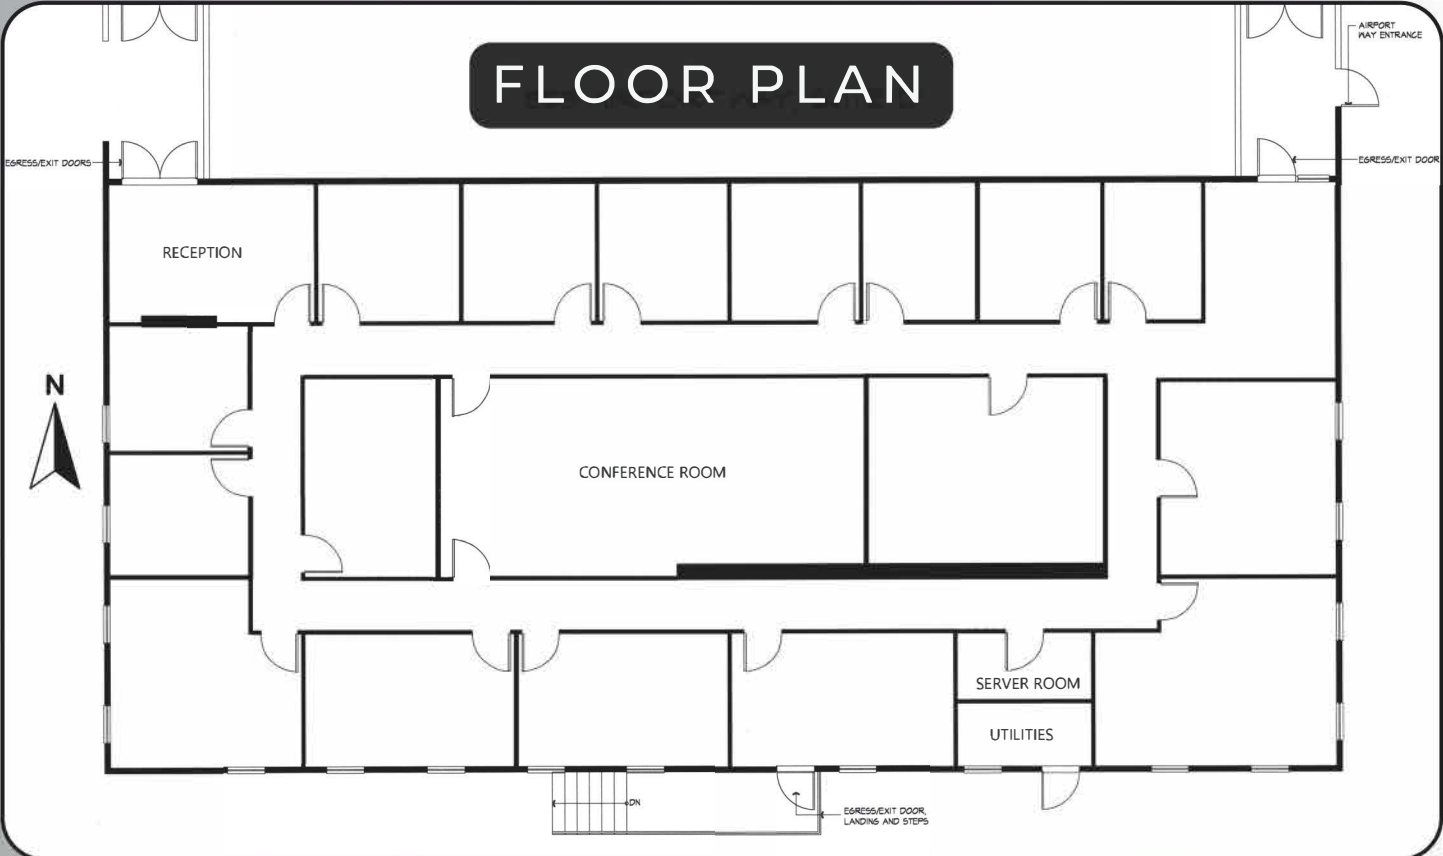 FLOOR PLAN
AIRPORT
WAY ENTRANCE
EGRESS/EXIT DOORS
EGRESS/EXIT DOOR
RECEPTION
N
CONFERENCE ROOM
SERVER ROOM
UTILITIES
DN
EGRESS/EXIT DOOR,
LANDING AND STEPS